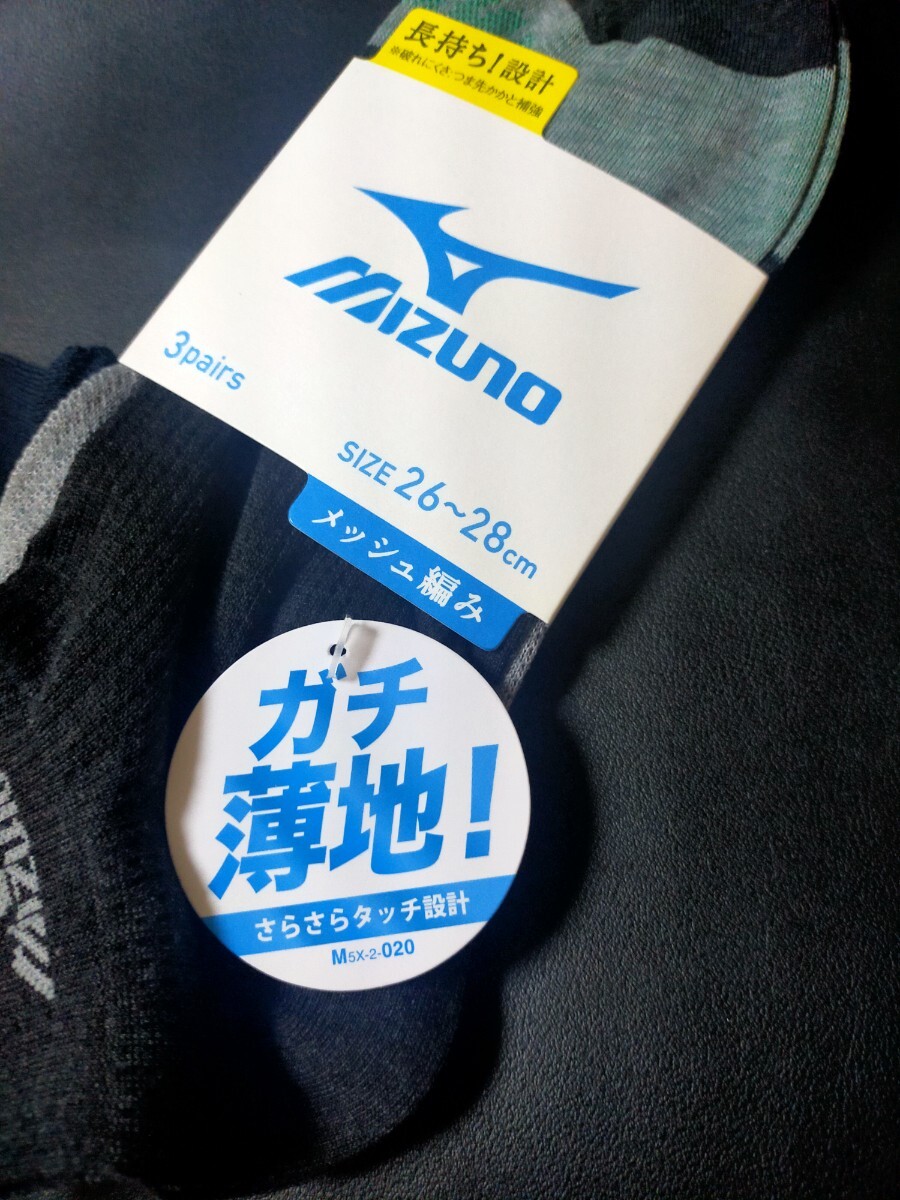 長持ち!設計
※破れにくさ:つま先かかと補強
MIZUNO
3pairs
SIZE 26~28cm
メッシュ編み
ガチ
薄地!
さらさらタッチ設計
M5X-2-020
MIZUNO